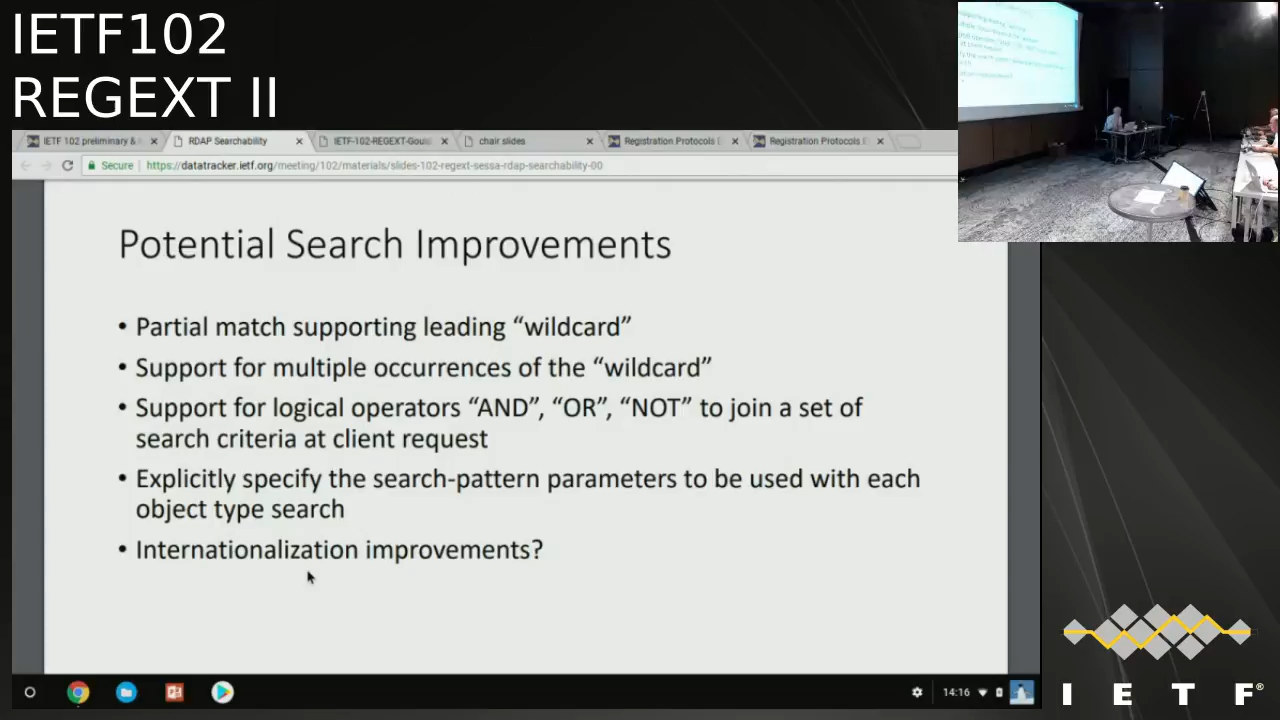 IETF102
REGEXT II
IETF 102 preliminary &
RDAP Searchability
IETF-102-REGEXT-Goul
chair slides
Registration Protocols E
Registration Protocols E
Secure
https://datatracker.ietf.org/meeting/102/materials/slides-102-regext-sessa-rdap-searchability-00
Potential Search Improvements
• Partial match supporting leading “wildcard”
• Support for multiple occurrences of the “wildcard”
• Support for logical operators “AND”, “OR”, “NOT” to join a set of
search criteria at client request
• Explicitly specify the search-pattern parameters to be used with each
object type search
• Internationalization improvements?
14:16
I E T F®